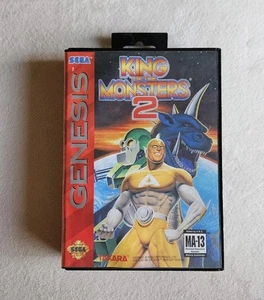 SEGA
GENESIS
KING
OF THE
MONSTERS
2
TAKARA
MA-13
SEGA